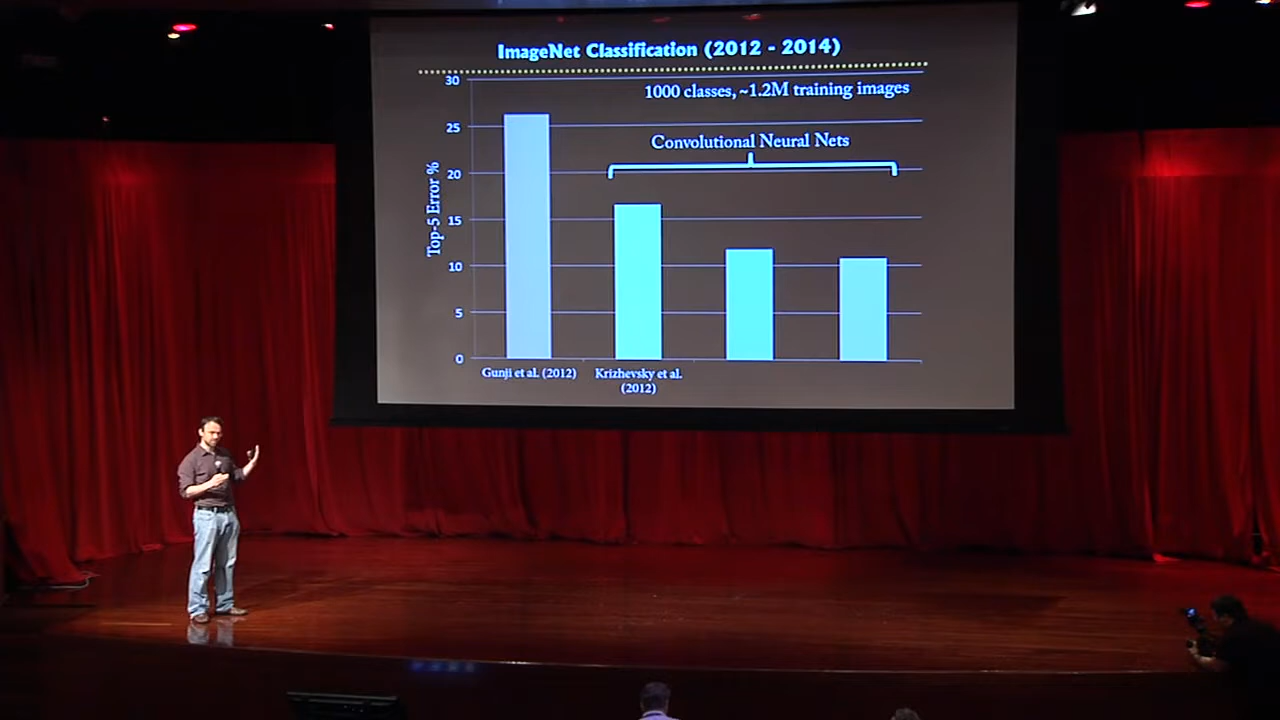 ImageNet Classification (2012 - 2014)
30
1000 classes, ~1.2M training images
25
Convolutional Neural Nets
20
Top-5 Error %
15
10
5
0
Gunji et al. (2012)
Krizhevsky et al.
(2012)